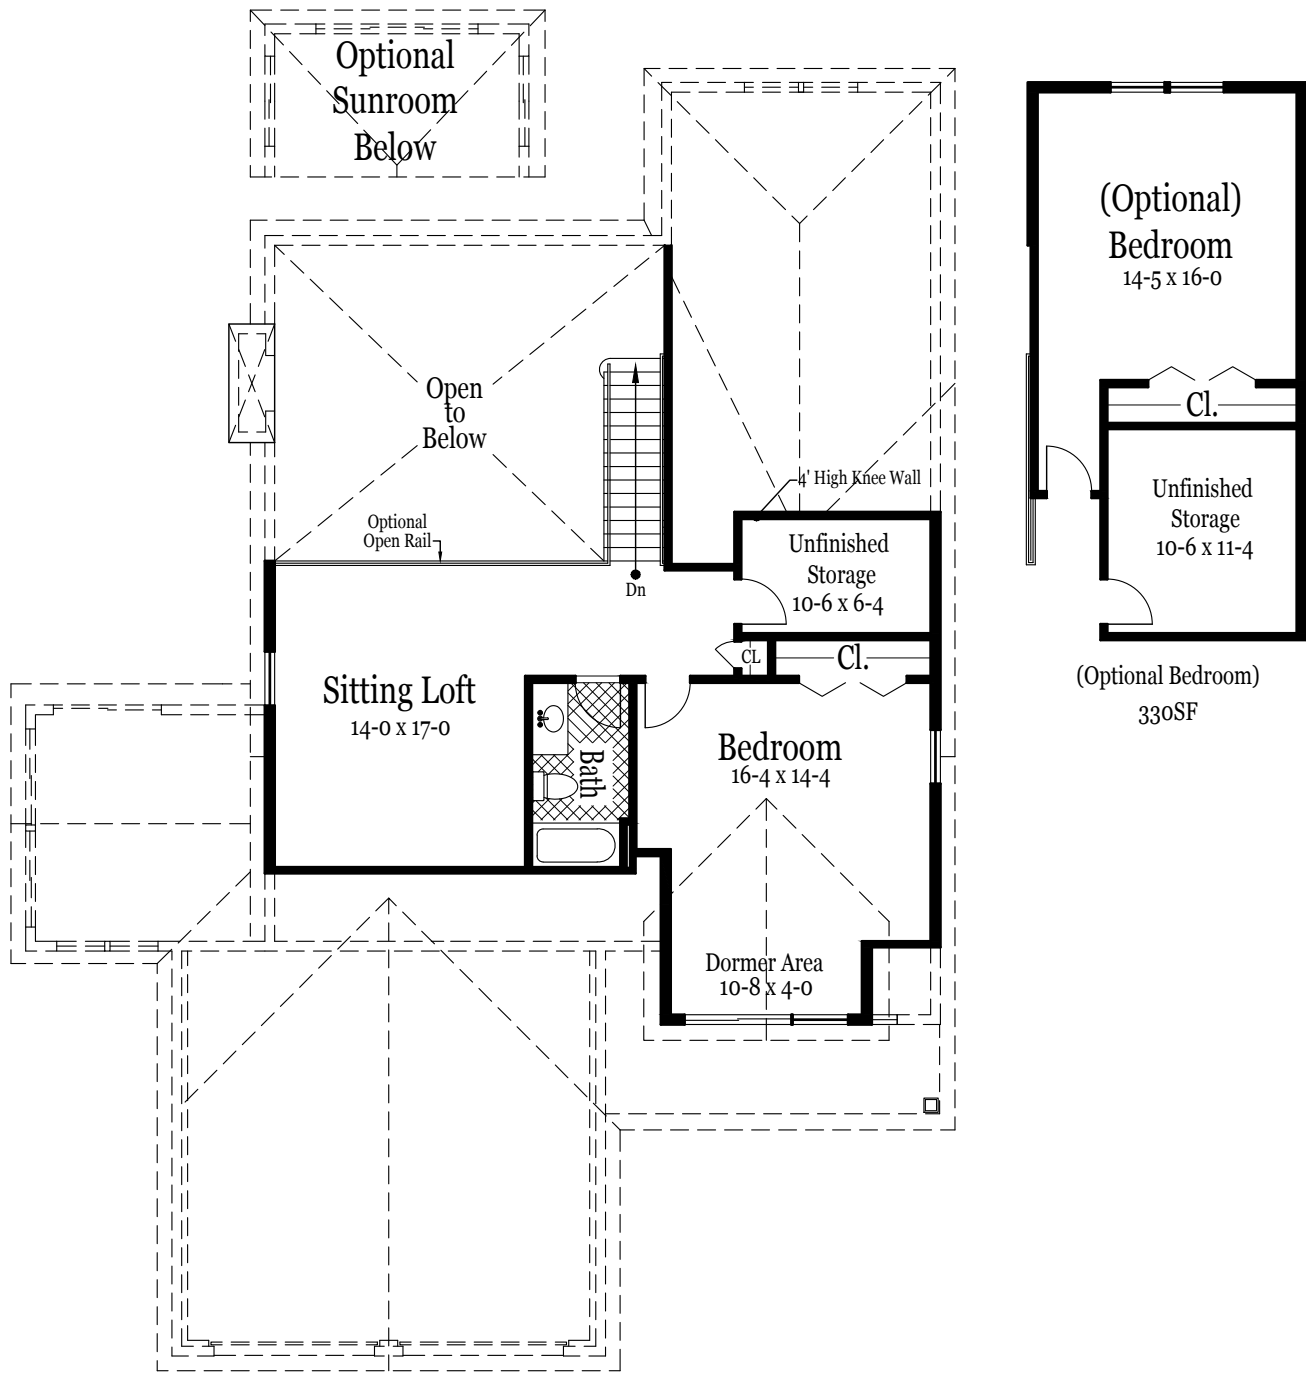 Optional
Sunroom
Below
(Optional)
Bedroom
14-5 x 16-0
Open
to
Below
Cl.
4' High Knee Wall
Unfinished
Storage
10-6 x 11-4
Optional
Open Rail
Unfinished
Storage
10-6 x 6-4
Dn
CL
Cl.
(Optional Bedroom)
330SF
Sitting Loft
14-0 x 17-0
Bath
Bedroom
16-4 x 14-4
Dormer Area
10-8 x 4-0